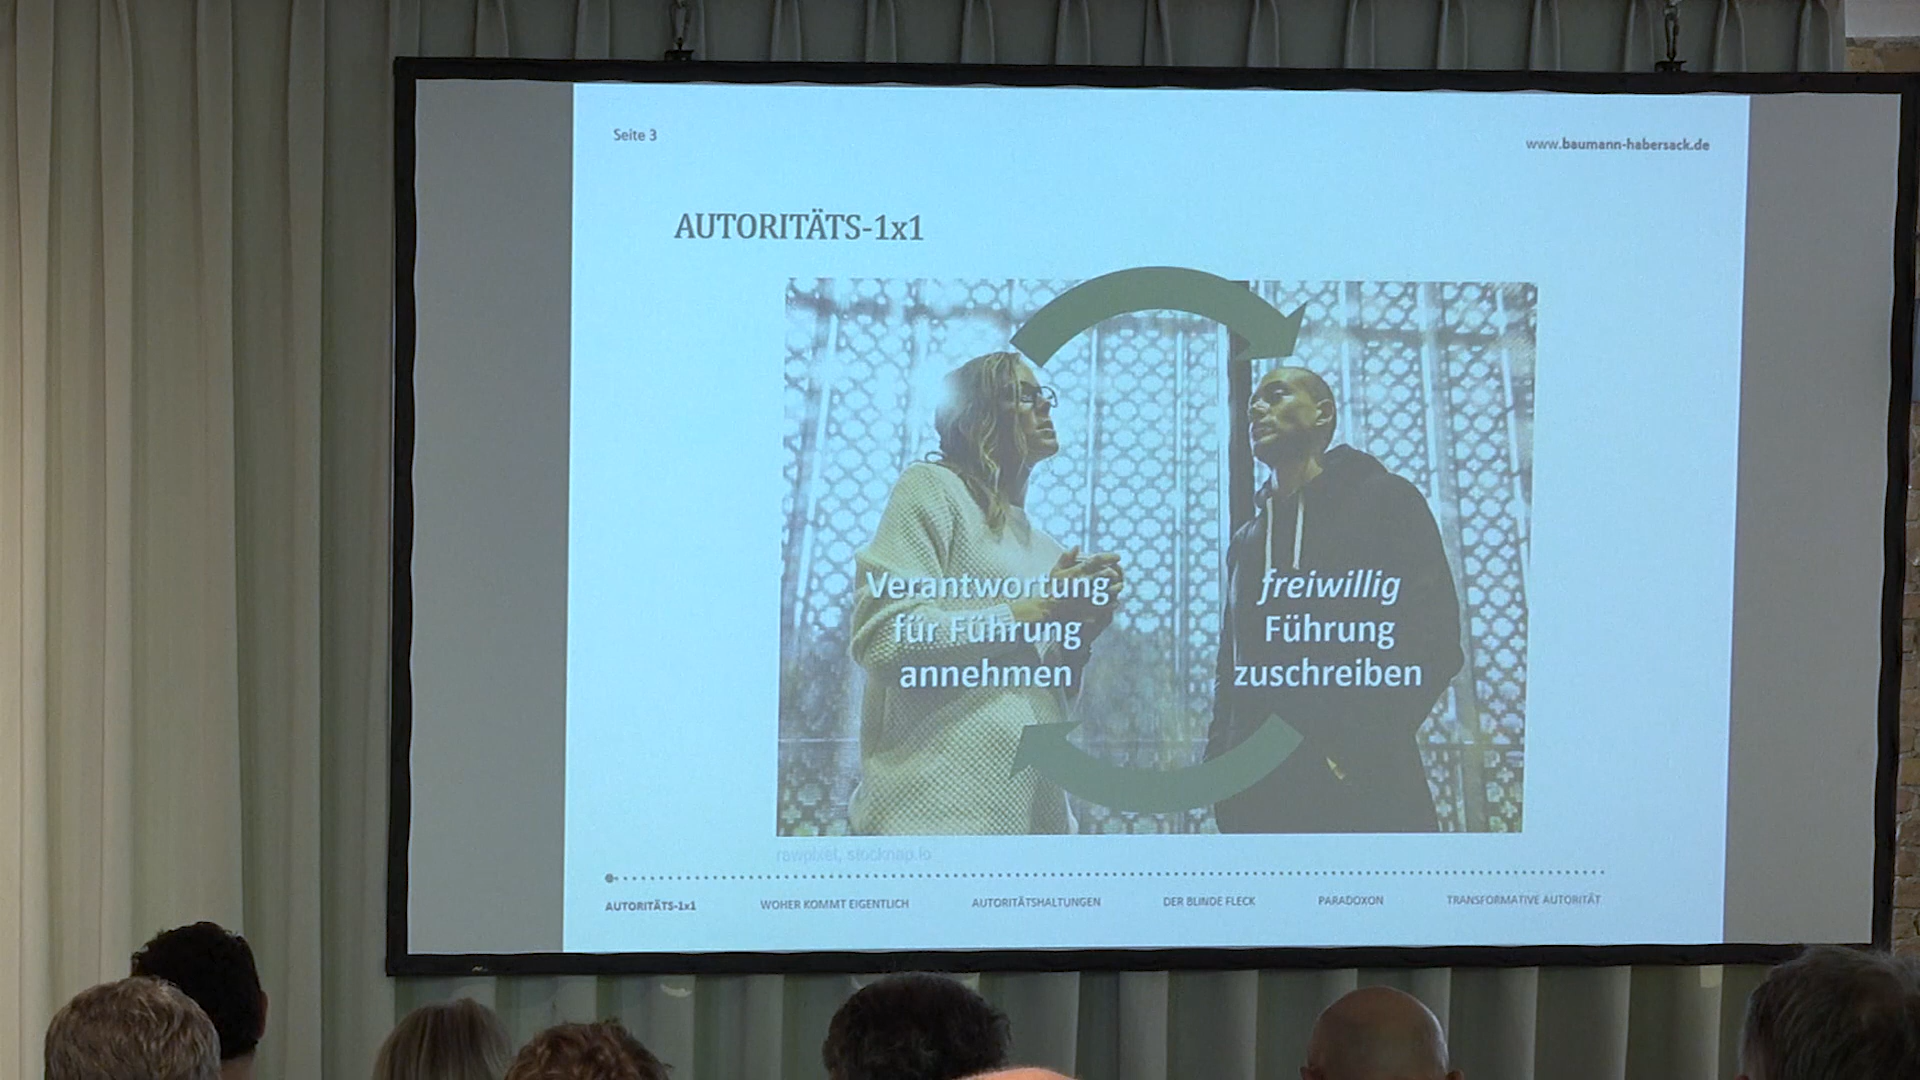 Seite 3
www.baumann-habersack.de
AUTORITÄTS-1x1
Verantwortung
für Führung
annehmen
freiwillig
Führung
zuschreiben
rawpixel, stocknap.io
AUTORITÄTS-1x1
WOHER KOMMT EIGENTLICH
AUTORITÄTSHALTUNGEN
DER BLINDE FLECK
PARADOXON
TRANSFORMATIVE AUTORITÄT